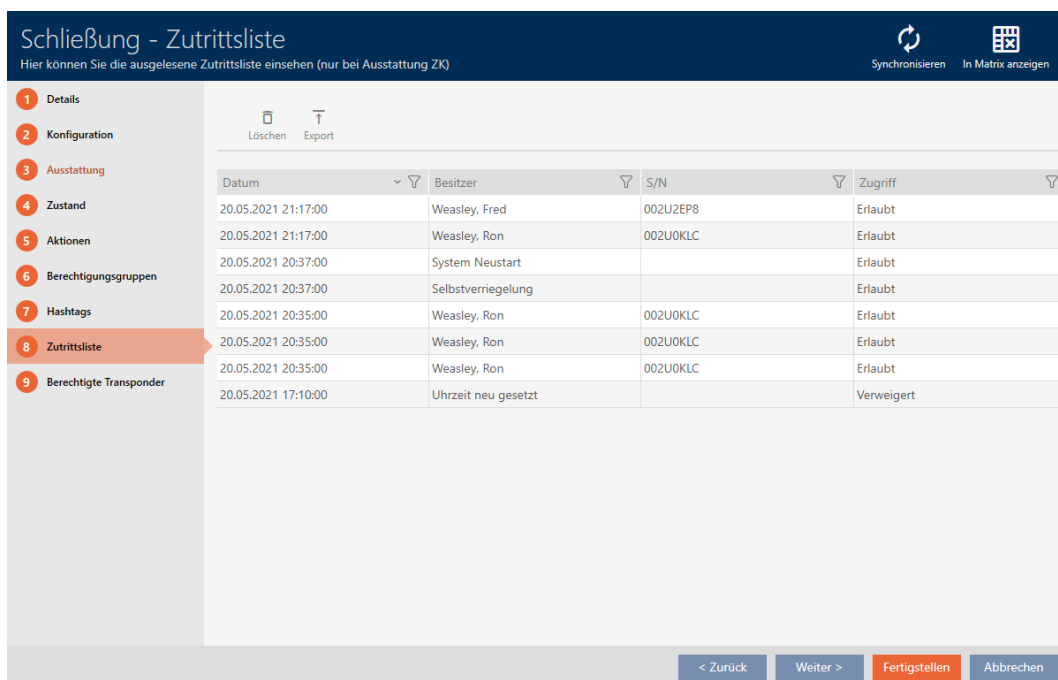 Schließung - Zutrittsliste
Hier können Sie die ausgelesene Zutrittsliste einsehen (nur bei Ausstattung ZK)
Synchronisieren
In Matrix anzeigen
1 Details
2 Konfiguration
3 Ausstattung
4 Zustand
5 Aktionen
6 Berechtigungsgruppen
7 Hashtags
8 Zutrittsliste
9 Berechtigte Transponder
Löschen Export
Datum Besitzer S/N Zugriff
20.05.2021 21:17:00 Weasley, Fred 002U2EP8 Erlaubt
20.05.2021 21:17:00 Weasley, Ron 002U0KLC Erlaubt
20.05.2021 20:37:00 System Neustart Erlaubt
20.05.2021 20:37:00 Selbstverriegelung Erlaubt
20.05.2021 20:35:00 Weasley, Ron 002U0KLC Erlaubt
20.05.2021 20:35:00 Weasley, Ron 002U0KLC Erlaubt
20.05.2021 20:35:00 Weasley, Ron 002U0KLC Erlaubt
20.05.2021 17:10:00 Uhrzeit neu gesetzt Verweigert
< Zurück Weiter > Fertigstellen Abbrechen